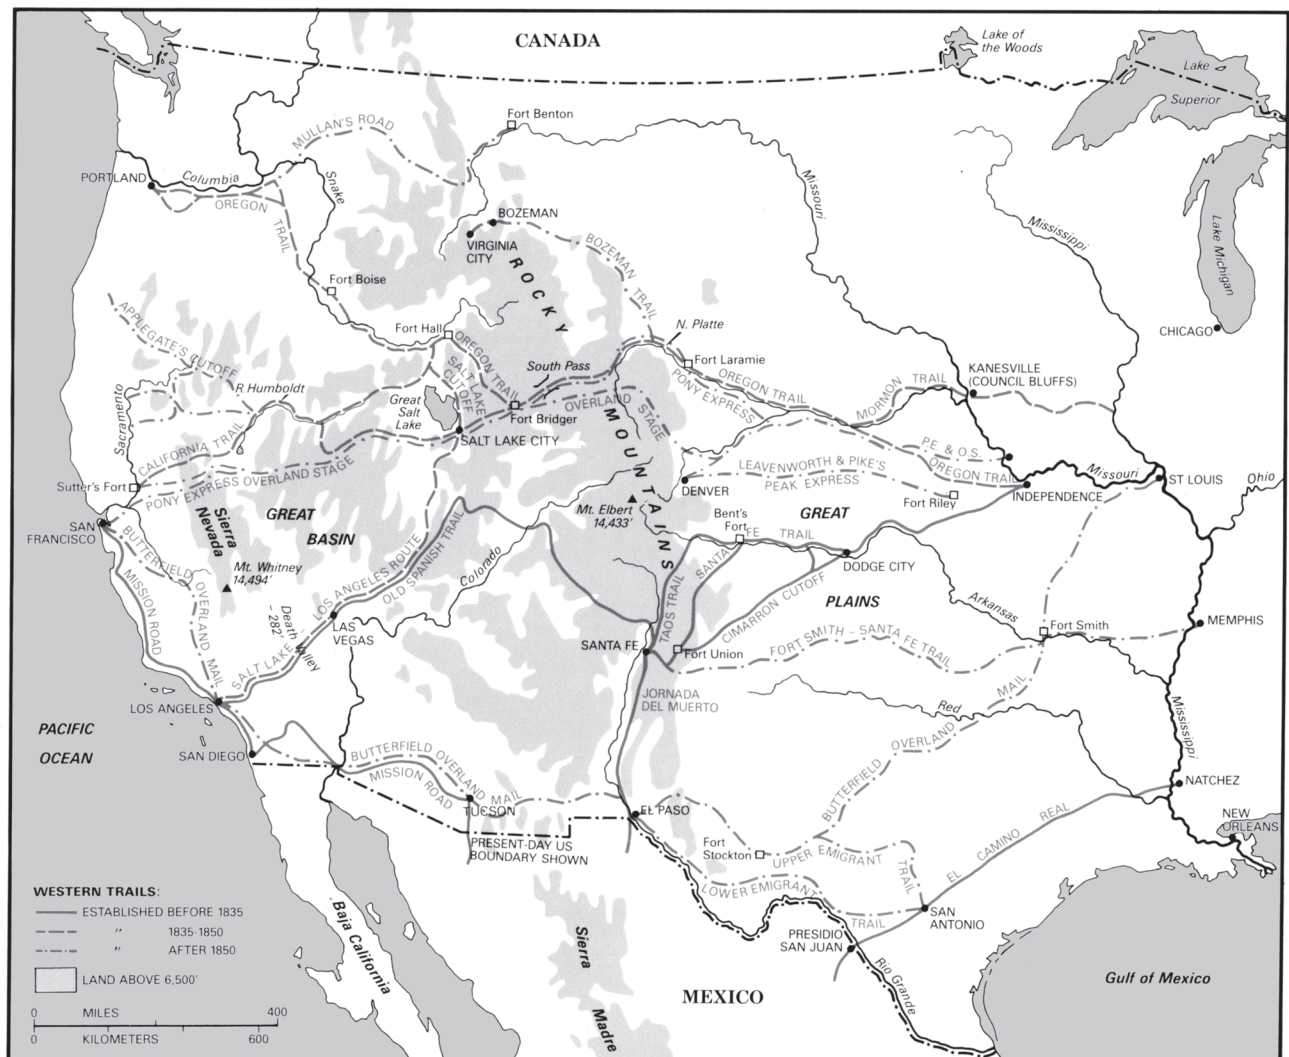 CANADA
Lake of
the Woods
Lake
Superior
Fort Benton
MULLAN'S ROAD
PORTLAND
Columbia
Snake
OREGON
TRAIL
Missouri
Mississippi
Lake Michigan
BOZEMAN
VIRGINIA
CITY
BOZEMAN
TRAIL
ROCKY
Fort Boise
CHICAGO
APPLEGATE'S CUTOFF
Fort Hall
OREGON TRAIL
SALT LAKE
CUTOFF
N. Platte
South Pass
Fort Laramie
OREGON TRAIL
PONY EXPRESS
MORMON
TRAIL
KANESVILLE
(COUNCIL BLUFFS)
R Humboldt
Sacramento
Great
Salt
Lake
Fort Bridger
OVERLAND
STAGE
MOUNTAINS
SALT LAKE CITY
CALIFORNIA TRAIL
PONY EXPRESS OVERLAND STAGE
P.E. & O.S.
OREGON TRAIL
Missouri
ST LOUIS
Ohio
Sutter's Fort
DENVER
LEAVENWORTH & PIKE'S
PEAK EXPRESS
Fort Riley
INDEPENDENCE
SAN
FRANCISCO
Sierra
Nevada
GREAT
BASIN
Mt. Elbert
14,433'
Bent's
Fort
GREAT
SANTA
FE
TRAIL
DODGE CITY
BUTTERFIELD
OVERLAND MAIL
MISSION ROAD
Mt. Whitney
14,494'
LOS ANGELES ROUTE
OLD SPANISH TRAIL
Colorado
TAOS TRAIL
CIMARRON CUTOFF
PLAINS
Arkansas
Death Valley
-282'
SALT LAKE
LAS
VEGAS
SANTA FE
Fort Union
FORT SMITH – SANTA FE TRAIL
Fort Smith
MEMPHIS
LOS ANGELES
JORNADA
DEL MUERTO
Red
MAIL
OVERLAND
BUTTERFIELD
Mississippi
PACIFIC
OCEAN
SAN DIEGO
BUTTERFIELD OVERLAND
MAIL
MISSION
ROAD
TUCSON
EL PASO
NATCHEZ
NEW
ORLEANS
PRESENT-DAY US
BOUNDARY SHOWN
Fort
Stockton
UPPER EMIGRANT
TRAIL
EL CAMINO REAL
LOWER EMIGRANT
TRAIL
SAN
ANTONIO
PRESIDIO
SAN JUAN
Rio Grande
Gulf of Mexico
Baja California
Sierra
Madre
MEXICO
WESTERN TRAILS:
ESTABLISHED BEFORE 1835
" 1835-1850
" AFTER 1850
LAND ABOVE 6,500'
0 MILES 400
0 KILOMETERS 600